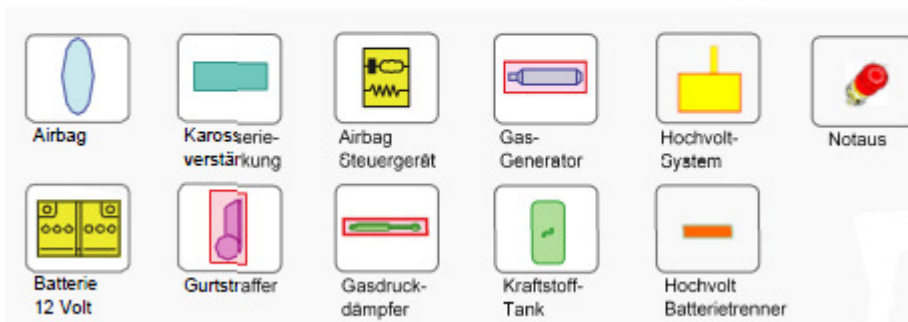 Airbag
Karosserie-
verstärkung
Airbag
Steuergerät
Gas-
Generator
Hochvolt-
System
Notaus
Batterie
12 Volt
Gurtstraffer
Gasdruck-
dämpfer
Kraftstoff-
Tank
Hochvolt
Batterietrenner